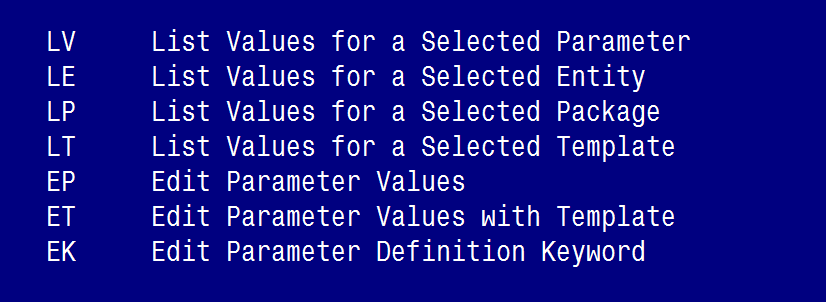 LV     List Values for a Selected Parameter
LE     List Values for a Selected Entity
LP     List Values for a Selected Package
LT     List Values for a Selected Template
EP     Edit Parameter Values
ET     Edit Parameter Values with Template
EK     Edit Parameter Definition Keyword